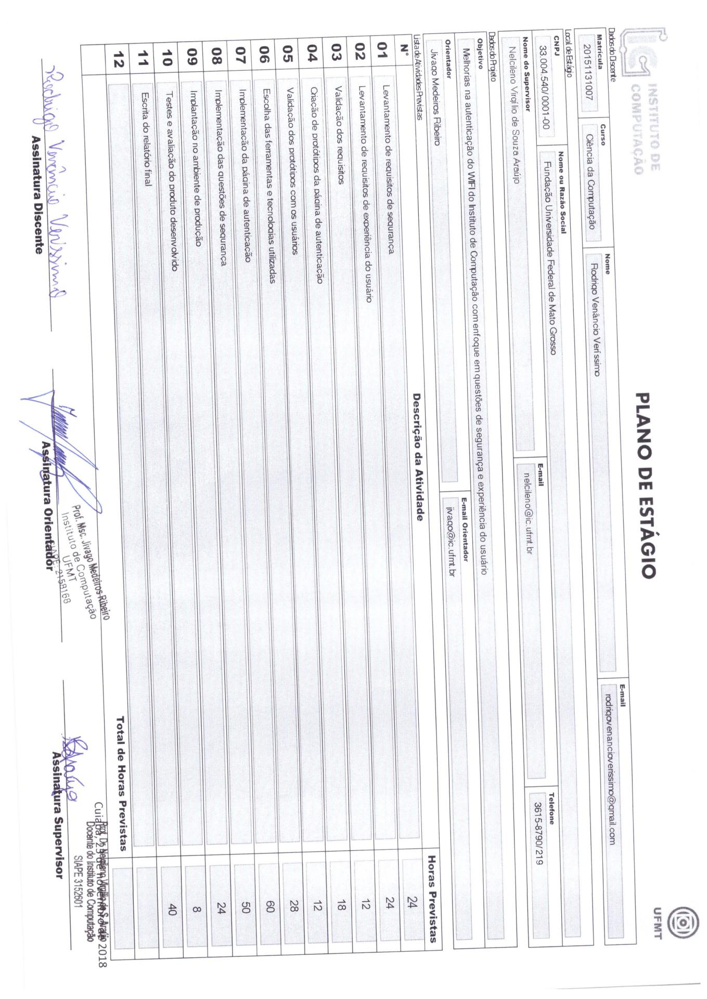 INSTITUTO DE
COMPUTAÇÃO
PLANO DE ESTÁGIO
UFMT
Dados do Discente
Matrícula Curso Nome E-mail
20151131007 Ciência da Computação Rodrigo Venâncio Veríssimo rodrigovenancioverissimo@gmail.com
Local de Estágio
CNPJ Nome ou Razão Social Telefone
33.004.540/0001-00 Fundação Universidade Federal de Mato Grosso 3615-8790/219
Nome do Supervisor E-mail
Nelcileno Virgílio de Souza Araújo nelcileno@ic.ufmt.br
Dados do Projeto
Objetivo
Melhorias na autenticação do WIFI do Instituto de Computação com enfoque em questões de segurança e experiência do usuário
Orientador E-mail Orientador
Jivago Medeiros Ribeiro jivago@ic.ufmt.br
Lista de Atividades Previstas
N° Descrição da Atividade Horas Previstas
01 Levantamento de requisitos de segurança 24
02 Levantamento de requisitos de experiência do usuário 24
03 Validação dos requisitos 12
04 Criação de protótipos da página de autenticação 18
05 Validação dos protótipos com os usuários 12
06 Escolha das ferramentas e tecnologias utilizadas 28
07 Implementação da página de autenticação 60
08 Implementação das questões de segurança 50
09 Implantação no ambiente de produção 24
10 Testes e avaliação do produto desenvolvido 8
11 Escrita do relatório final 40
12
Total de Horas Previstas
Cuiabá, 29 de novembro de 2018
Prof. Msc. Jivago Medeiros Ribeiro
Instituto de Computação
UFMT
SIAPE: 2158168
Prof. Dr. Nelcileno Virgílio de S. Araújo
Docente do Instituto de Computação
SIAPE 3152601
Rodrigo Venâncio Veríssimo
Assinatura Discente Assinatura Orientador Assinatura Supervisor